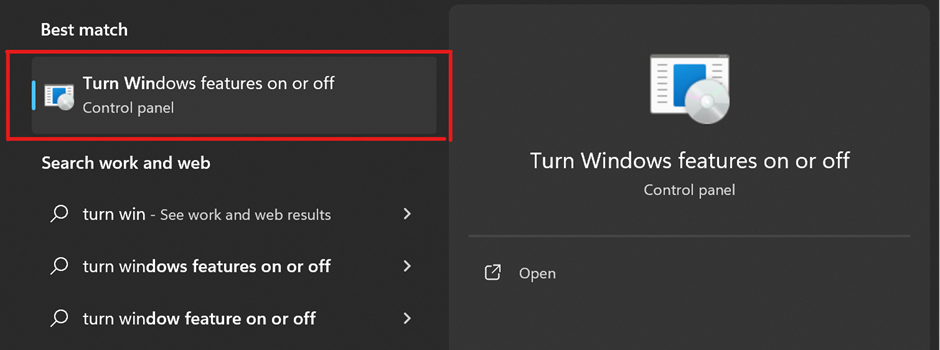 Best match
Turn Windows features on or off
Control panel
Search work and web
turn win - See work and web results
turn windows features on or off
turn window feature on or off
Turn Windows features on or off
Control panel
Open